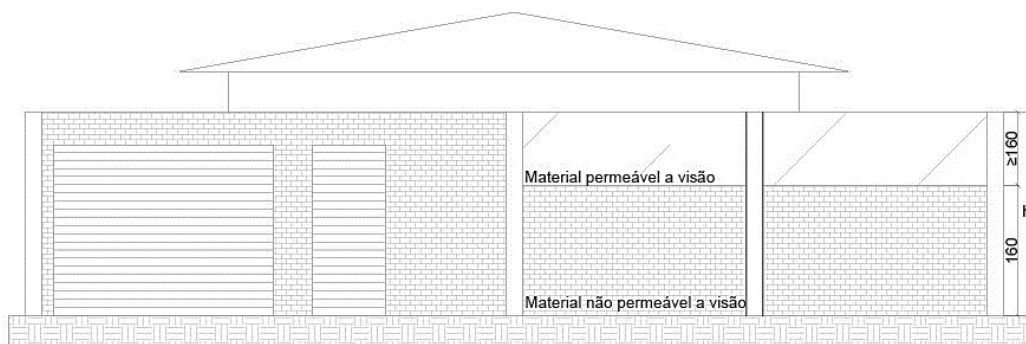 Material permeável a visão
≥160
160
Material não permeável a visão